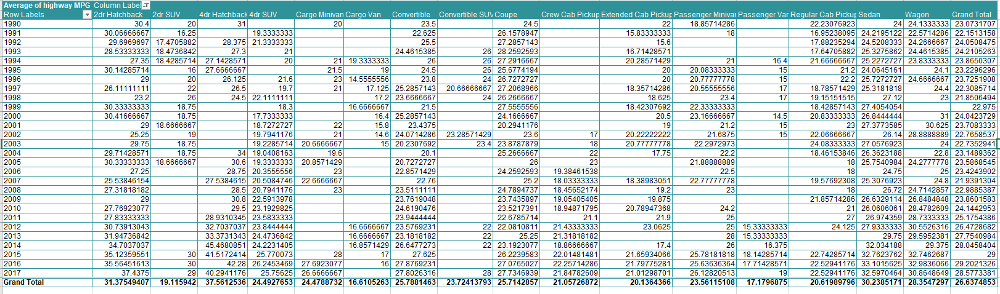 Average of highway MPG Column Label
Row Labels 2dr Hatchback 2dr SUV 4dr Hatchback 4dr SUV Cargo Minivan Cargo Van Convertible Convertible SUV Coupe Crew Cab Pickup Extended Cab Pickup Passenger Minivan Passenger Van Regular Cab Pickup Sedan Wagon Grand Total
1990 30.4 20 31 20 23.5 24.5 22 18.85714286 22.23076923 24 24.1333333 23.0731707
1991 30.06666667 16.25 19.3333333 22.625 26.1578947 15.83333333 18 16.95238095 24.2195122 22.5714286 22.1513158
1992 29.6969697 17.4705882 28.375 21.3333333 25.5 27.2857143 15.6 17.88235294 24.5208333 24.2666667 24.0508475
1993 28.53333333 18.4736842 27.3 21 24.4615385 26 28.2592593 16.71428571 17.64705882 25.3275862 24.4615385 24.2105263
1994 27.35 18.4285714 27.1428571 20 21 19.3333333 26 26 27.2916667 20.28571429 21 16.4 21.66666667 25.2272727 23.8333333 23.8650307
1995 30.14285714 16 27.6666667 21.5 19 24.5 26 25.6774194 20 20.08333333 15 21.2 24.0645161 24.1 23.2296296
1996 29 20 26.125 21.6 23 14.5555556 23.8 24 26.7272727 20 20.77777778 15 22.2 25.7272727 24.6666667 23.7251908
1997 26.11111111 22 26.5 19.7 21 17.125 25.2857143 20.66666667 27.2068966 18.35714286 20.55555556 17 18.78571429 25.3181818 24.4 22.3085714
1998 23.2 26 24.5 22.1111111 17.2 23.6666667 24 26.2666667 18.625 23.4 17 19.15151515 27.12 23 21.8506494
1999 30.33333333 18.75 18.3 16.6666667 21.5 27.5555556 18.42307692 22.33333333 18.42857143 27.4054054 22.975
2000 30.41666667 18.75 17.7333333 16.4 25.2857143 24.1666667 20.5 23.16666667 14.5 20.83333333 26.8444444 31 24.0423729
2001 29 18.6666667 18.7272727 22 15.8 23.4375 20.2941176 19 21.2 15 23 27.3773585 30.625 23.7083333
2002 25.25 19 19.7941176 21 14.6 24.0714286 23.28571429 23.6 17 20.22222222 21.6875 15 22.06666667 26.14 28.8888889 22.7658537
2003 29.75 18.75 19.2285714 20.6666667 15 20.2307692 23.4 23.8787879 18 20.77777778 22.2972973 24.08333333 27.0576923 24 22.7352941
2004 29.71428571 18.75 34 19.0408163 19.6 20.1 25.2666667 22 17.75 22.2 18.46153846 26.3623188 22.8 23.1489362
2005 30.33333333 18.6666667 30.6 19.3333333 20.8571429 20.7272727 26 23 21.88888889 18 25.7540984 24.2777778 23.5868545
2006 27.25 28.75 20.3555556 23 22.8571429 24.2592593 19.38461538 22.5 18 24.75 25 23.4243902
2007 25.53846154 27.5384615 20.5084746 22.6666667 22.76 25.2 18.03333333 18.38983051 22.77777778 19.57692308 25.3076923 24.8 21.9391304
2008 27.31818182 28.5 20.7941176 23 23.5111111 24.7894737 18.45652174 19.2 23 18 26.72 24.7142857 22.9885387
2009 29 30.8 22.5913978 23.7619048 23.7435897 19.05405405 19.875 21.85714286 26.6329114 26.8484848 23.8601583
2010 27.76923077 29.5 23.1929825 24.6190476 23.5217391 18.94871795 20.78947368 24.2 21 26.0606061 28.4782609 24.1442953
2011 27.83333333 28.9310345 23.5833333 23.9444444 22.6785714 21.1 21.9 25 27 26.974359 28.7333333 25.1754386
2012 30.73913043 32.7037037 23.8444444 16.6666667 23.5769231 22 22.0810811 21.43333333 23.0625 25 15.33333333 24.125 27.9333333 30.5526316 26.4728682
2013 31.94736842 33.3731343 24.4736842 16.6666667 23.1818182 22 25.25 21.31818182 28 15.33333333 29.75 29.5952381 27.7540984
2014 34.7037037 45.4680851 24.2231405 16.8571429 26.6477273 22 23.1923077 18.86666667 17.4 26 16.375 32.034188 29.375 28.0458404
2015 35.12359551 30 41.5172414 25.770073 28 17 27.625 26.2239583 22.01481481 21.65934066 25.78181818 18.14285714 22.74285714 32.7623762 32.7462687 29
2016 35.56451613 30 42.28 26.2453469 27.6923077 16 27.8769231 27.0765027 22.25714286 21.79775281 25.63636364 17.71428571 22.52941176 33.1015625 32.9836066 29.2021326
2017 37.4375 29 40.2941176 25.75625 26.6666667 27.8026316 28 27.7346939 21.84782609 21.01298701 26.12820513 19 22.52941176 32.5970464 30.8648649 28.5773381
Grand Total 31.37549407 19.115942 37.5612536 24.4927653 24.4788732 16.6105263 25.7881463 23.72413793 25.7142857 21.05726872 20.1364366 23.56115108 17.1796875 20.61989796 30.2385171 28.3547297 26.6374853